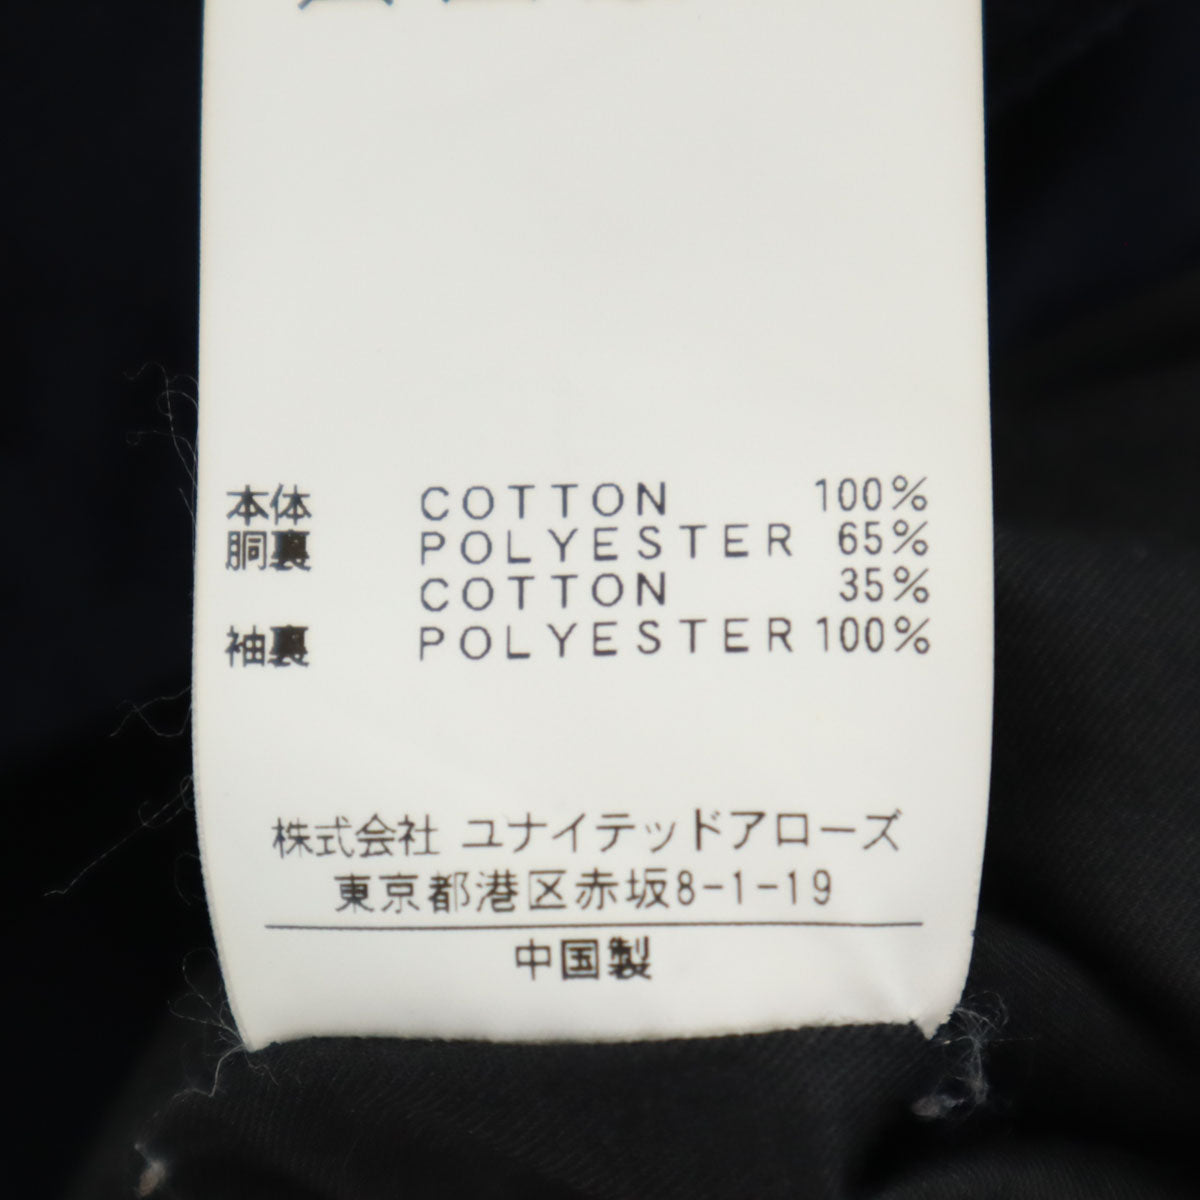 本体 COTTON 100%
胴裏 POLYESTER 65%
COTTON 35%
袖裏 POLYESTER 100%
株式会社 ユナイテッドアローズ
東京都港区赤坂8-1-19
中国製